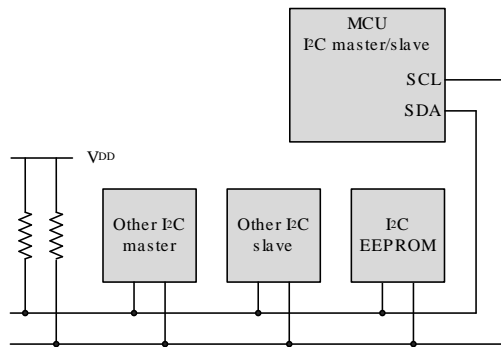 MCU
I²C master/slave
SCL
SDA
VDD
Other I²C
master
Other I²C
slave
I²C
EEPROM